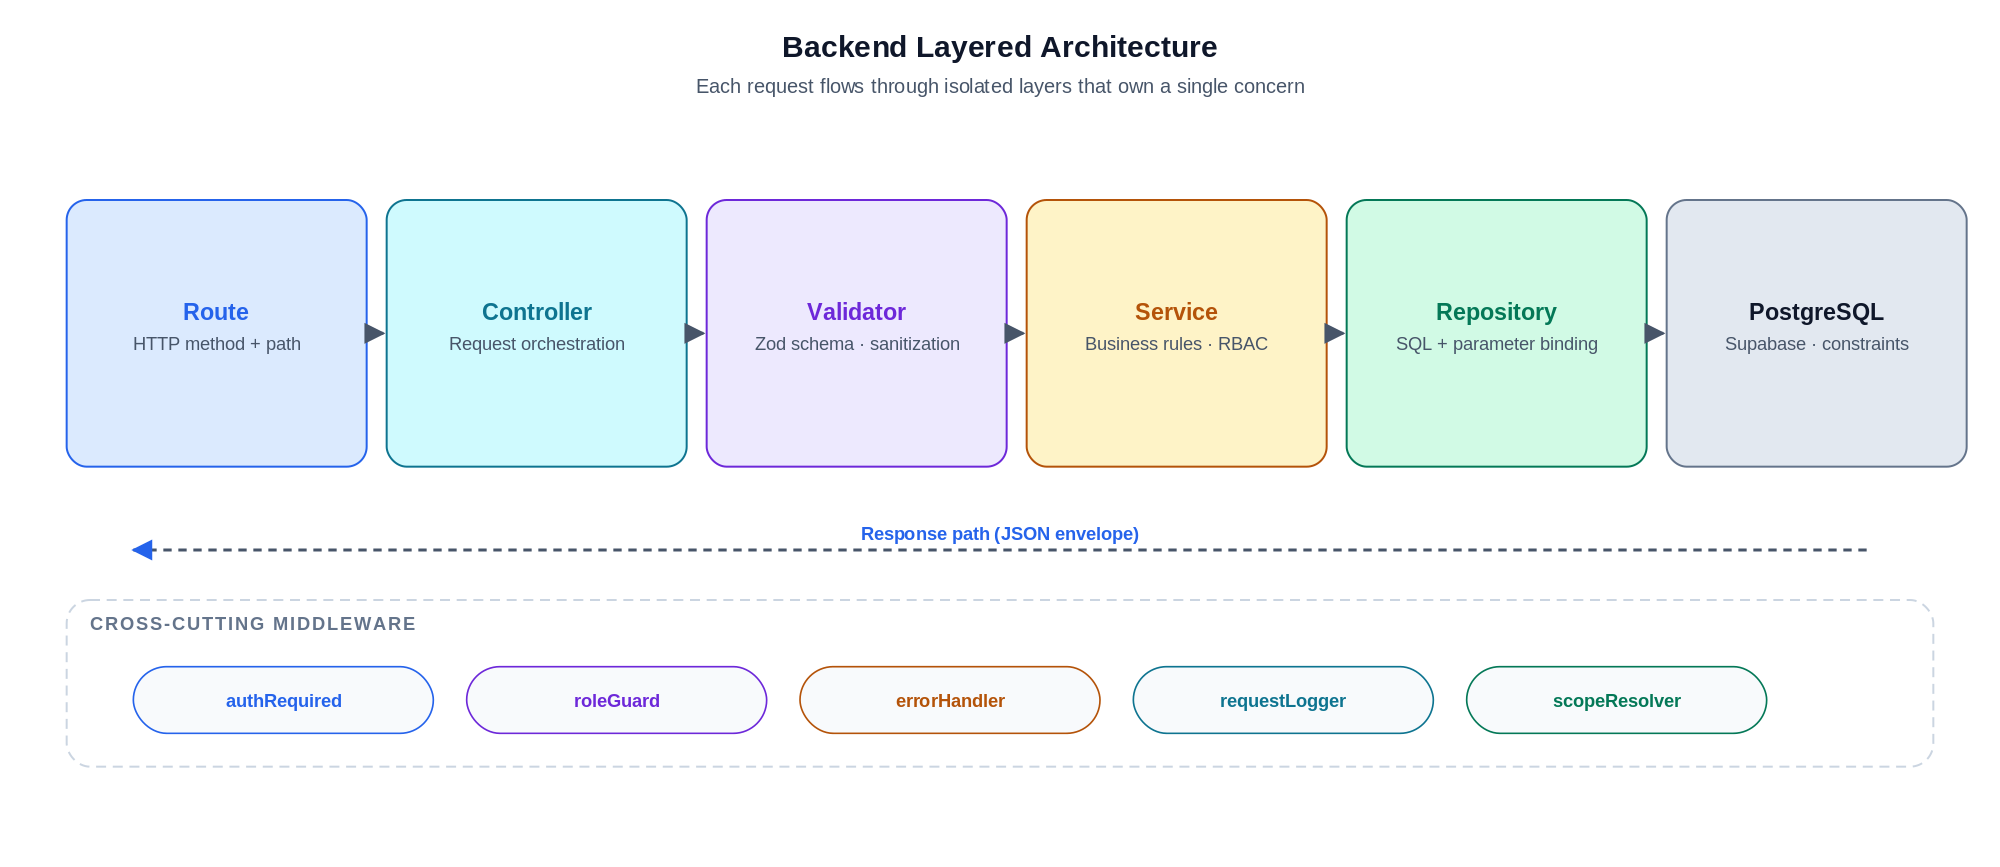 Backend Layered Architecture
Each request flows through isolated layers that own a single concern
Route
HTTP method + path
Controller
Request orchestration
Validator
Zod schema · sanitization
Service
Business rules · RBAC
Repository
SQL + parameter binding
PostgreSQL
Supabase · constraints
Response path (JSON envelope)
CROSS-CUTTING MIDDLEWARE
authRequired
roleGuard
errorHandler
requestLogger
scopeResolver